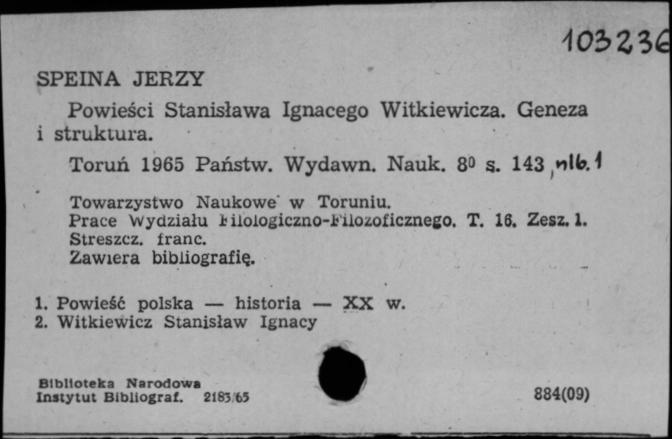 103236
SPEINA JERZY
Powieści Stanisława Ignacego Witkiewicza. Geneza
i struktura.
Toruń 1965 Państw. Wydawn. Nauk. 8⁰ s. 143, nlb. 1
Towarzystwo Naukowe w Toruniu.
Prace Wydziału Filologiczno-Filozoficznego. T. 16. Zesz. 1.
Streszcz. franc.
Zawiera bibliografię.
1. Powieść polska — historia — XX w.
2. Witkiewicz Stanisław Ignacy
Biblioteka Narodowa
Instytut Bibliograf. 2183/65
884(09)